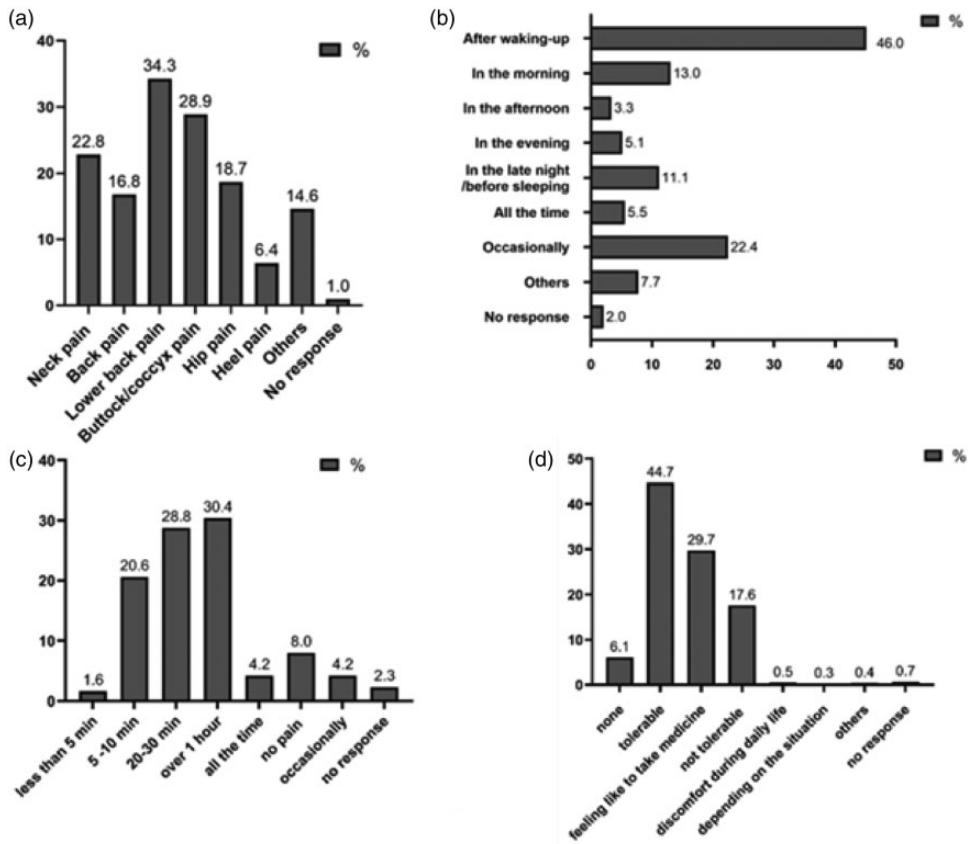 (a)
%
40
30
20
10
0
22.8
16.8
34.3
28.9
18.7
6.4
14.6
1.0
Neck pain
Back pain
Lower back pain
Buttock/coccyx pain
Hip pain
Heel pain
Others
No response
(b)
%
After waking-up
46.0
In the morning
13.0
In the afternoon
3.3
In the evening
5.1
In the late night
/before sleeping
11.1
All the time
5.5
Occasionally
22.4
Others
7.7
No response
2.0
0
10
20
30
40
50
(c)
%
40
30
20
10
0
1.6
20.6
28.8
30.4
4.2
8.0
4.2
2.3
less than 5 min
5 -10 min
20-30 min
over 1 hour
all the time
no pain
occasionally
no response
(d)
%
50
40
30
20
10
0
6.1
44.7
29.7
17.6
0.5
0.3
0.4
0.7
none
tolerable
feeling like to take medicine
not tolerable
discomfort during daily life
depending on the situation
others
no response